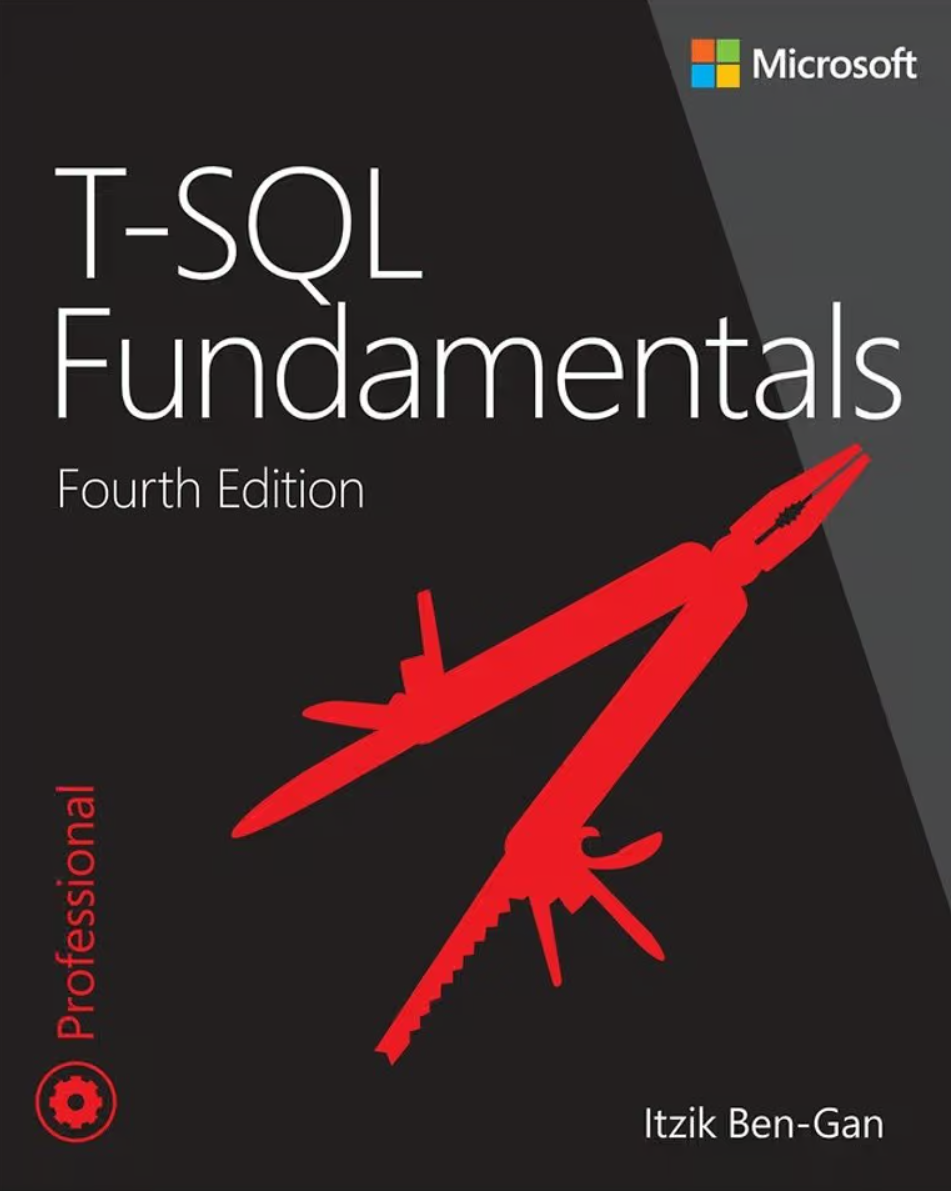 Microsoft
T-SQL
Fundamentals
Fourth Edition
Professional
Itzik Ben-Gan